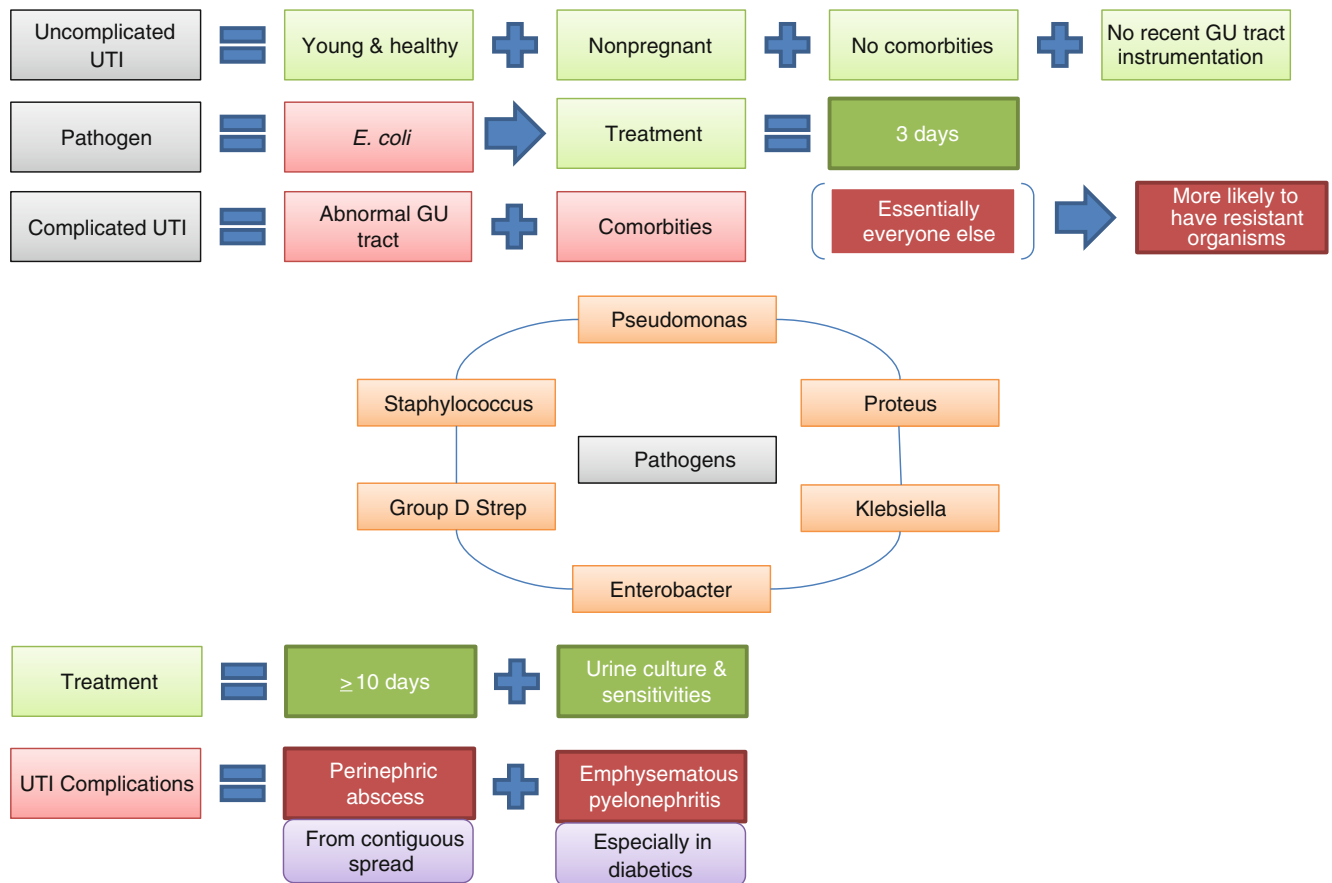 Uncomplicated
UTI
Young & healthy
Nonpregnant
No comorbities
No recent GU tract
instrumentation
Pathogen
E. coli
Treatment
3 days
Complicated UTI
Abnormal GU
tract
Comorbities
Essentially
everyone else
More likely to
have resistant
organisms
Pseudomonas
Staphylococcus
Proteus
Pathogens
Group D Strep
Klebsiella
Enterobacter
Treatment
≥ 10 days
Urine culture &
sensitivities
UTI Complications
Perinephric
abscess
Emphysematous
pyelonephritis
From contiguous
spread
Especially in
diabetics